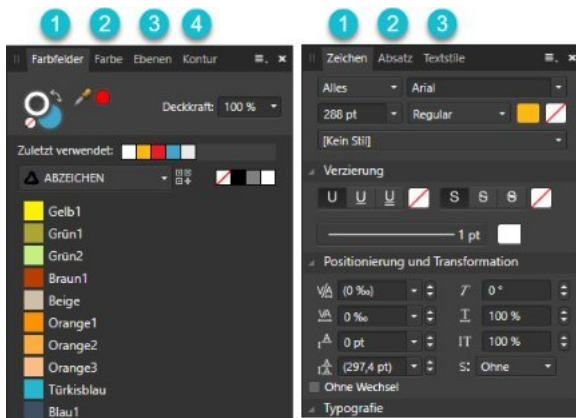 1 2 3 4
Farbfelder Farbe Ebenen Kontur
Deckkraft: 100 %
Zuletzt verwendet:
ABZEICHEN
Gelb1
Grün1
Grün2
Braun1
Beige
Orange1
Orange2
Orange3
Türkisblau
Blau1
1 2 3
Zeichen Absatz Textstile
Alles Arial
288 pt Regular
[Kein Stil]
Verzierung
U U U S S S
1 pt
Positionierung und Transformation
V/A (0 ‰) T 0°
VA 0 ‰ T 100 %
A 0 pt IT 100 %
A (297,4 pt) S: Ohne
Ohne Wechsel
Typografie